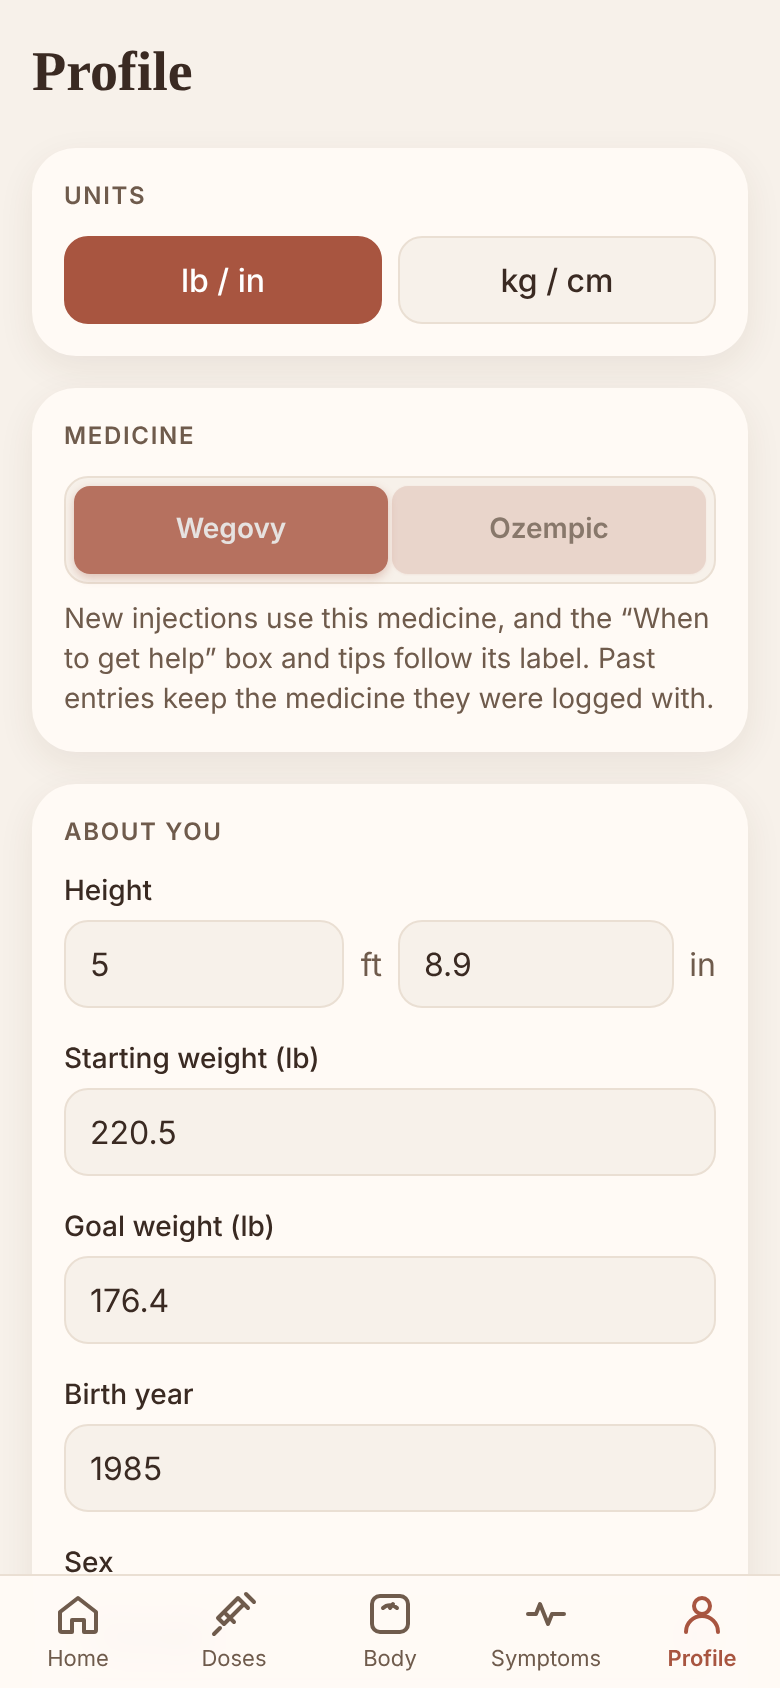 Profile
UNITS
lb / in
kg / cm
MEDICINE
Wegovy
Ozempic
New injections use this medicine, and the “When
to get help” box and tips follow its label. Past
entries keep the medicine they were logged with.
ABOUT YOU
Height
5 ft 8.9 in
Starting weight (lb)
220.5
Goal weight (lb)
176.4
Birth year
1985
Sex
Home
Doses
Body
Symptoms
Profile